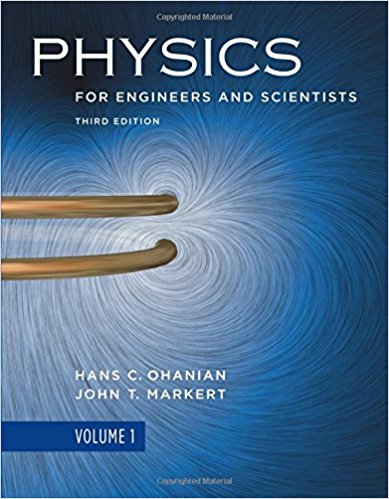 Copyrighted Material
PHYSICS
FOR ENGINEERS AND SCIENTISTS
THIRD EDITION
HANS C. OHANIAN
JOHN T. MARKERT
VOLUME 1
Copyrighted Material